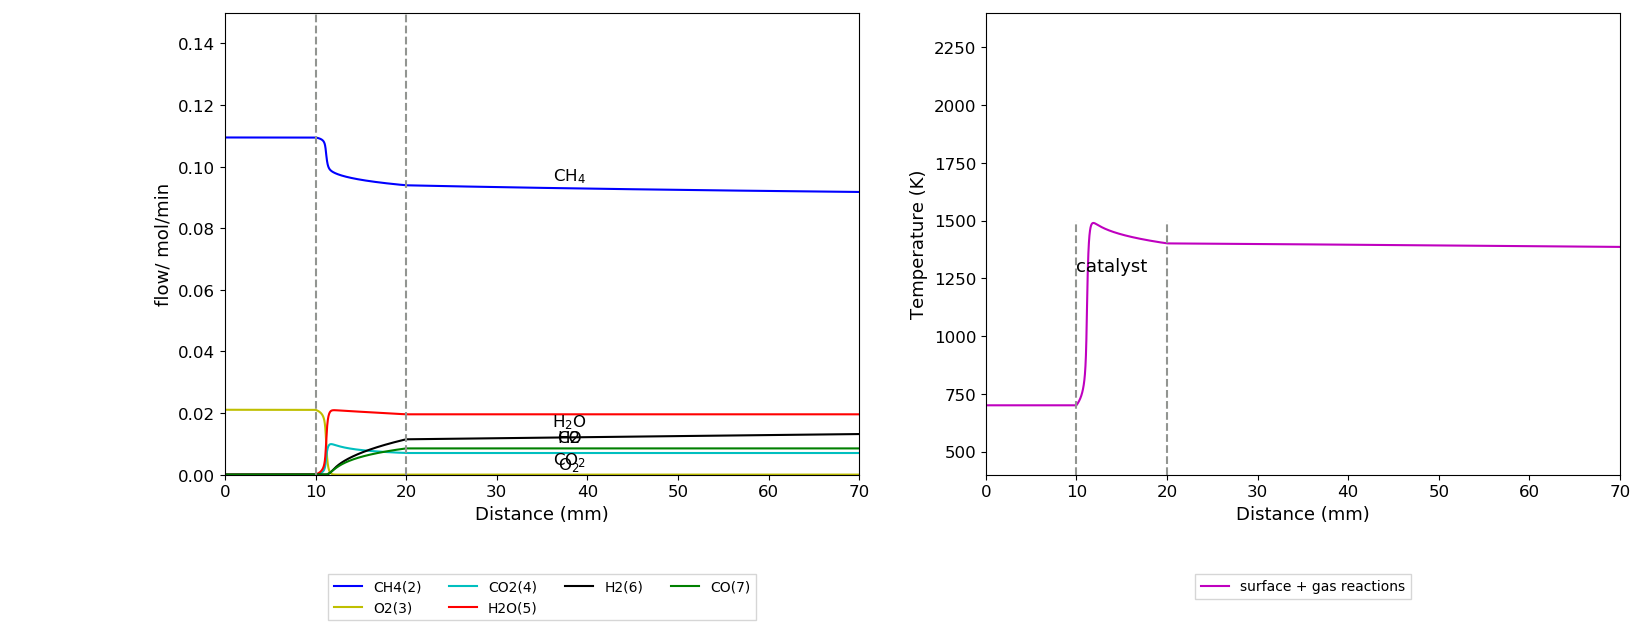 0.14
0.12
0.10
0.08
0.06
0.04
0.02
0.00
flow/ mol/min
CH₄
H₂O
H2
CO
CO₂
O₂
0 10 20 30 40 50 60 70
Distance (mm)
CH4(2) CO2(4) H2(6) CO(7)
O2(3) H2O(5)
2250
2000
1750
1500
1250
1000
750
500
Temperature (K)
catalyst
0 10 20 30 40 50 60 70
Distance (mm)
surface + gas reactions